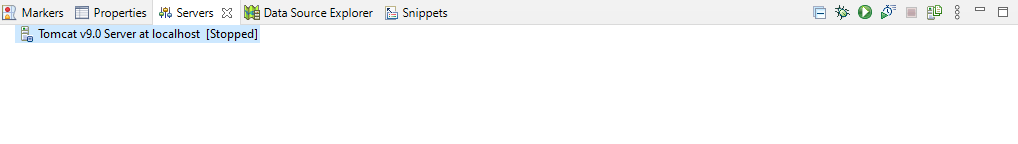 Markers Properties Servers Data Source Explorer Snippets
Tomcat v9.0 Server at localhost [Stopped]